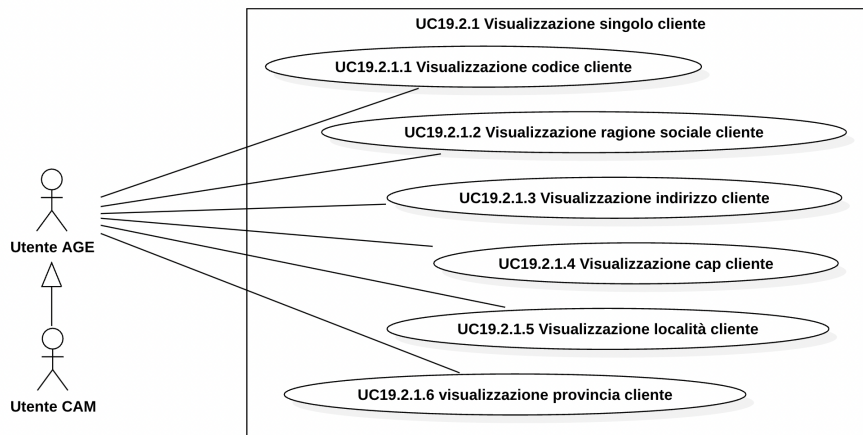 UC19.2.1 Visualizzazione singolo cliente
UC19.2.1.1 Visualizzazione codice cliente
UC19.2.1.2 Visualizzazione ragione sociale cliente
UC19.2.1.3 Visualizzazione indirizzo cliente
Utente AGE
UC19.2.1.4 Visualizzazione cap cliente
UC19.2.1.5 Visualizzazione località cliente
UC19.2.1.6 visualizzazione provincia cliente
Utente CAM